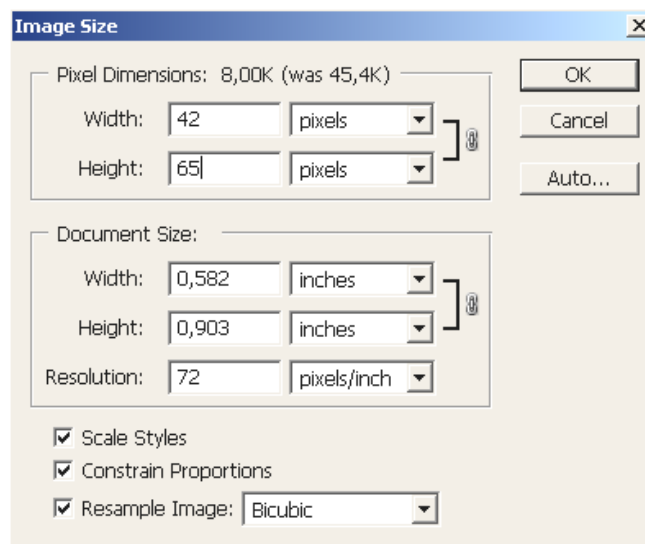 Image Size
Pixel Dimensions: 8,00K (was 45,4K)
OK
Width: 42 pixels
Cancel
Height: 65 pixels
Auto...
Document Size:
Width: 0,582 inches
Height: 0,903 inches
Resolution: 72 pixels/inch
Scale Styles
Constrain Proportions
Resample Image: Bicubic